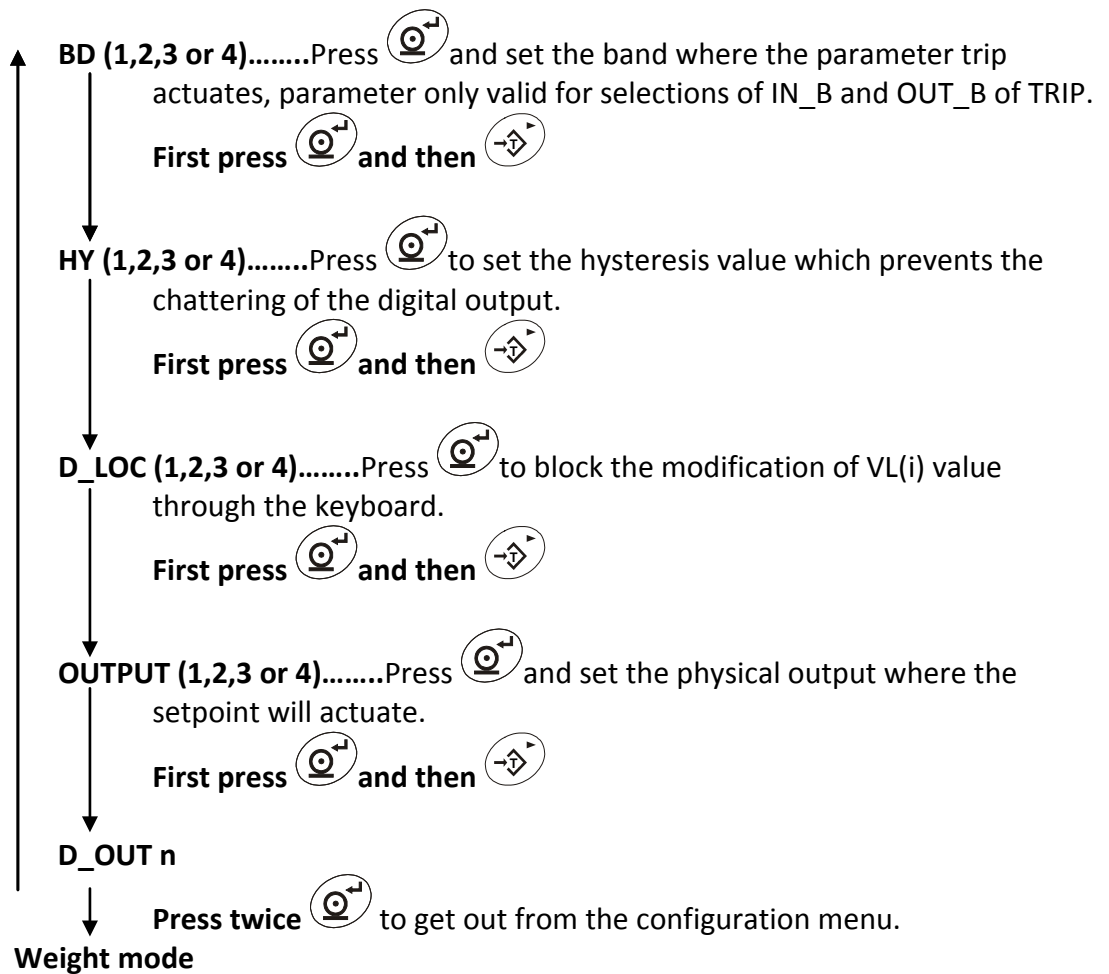 BD (1,2,3 or 4)........Press and set the band where the parameter trip
actuates, parameter only valid for selections of IN_B and OUT_B of TRIP.
First press and then →T
HY (1,2,3 or 4)........Press to set the hysteresis value which prevents the
chattering of the digital output.
First press and then →T
D_LOC (1,2,3 or 4)........Press to block the modification of VL(i) value
through the keyboard.
First press and then →T
OUTPUT (1,2,3 or 4)........Press and set the physical output where the
setpoint will actuate.
First press and then →T
D_OUT n
Press twice to get out from the configuration menu.
Weight mode